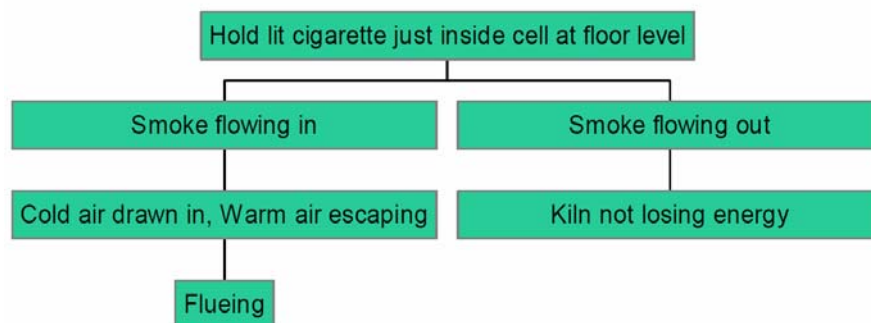 Hold lit cigarette just inside cell at floor level
Smoke flowing in
Smoke flowing out
Cold air drawn in, Warm air escaping
Kiln not losing energy
Flueing